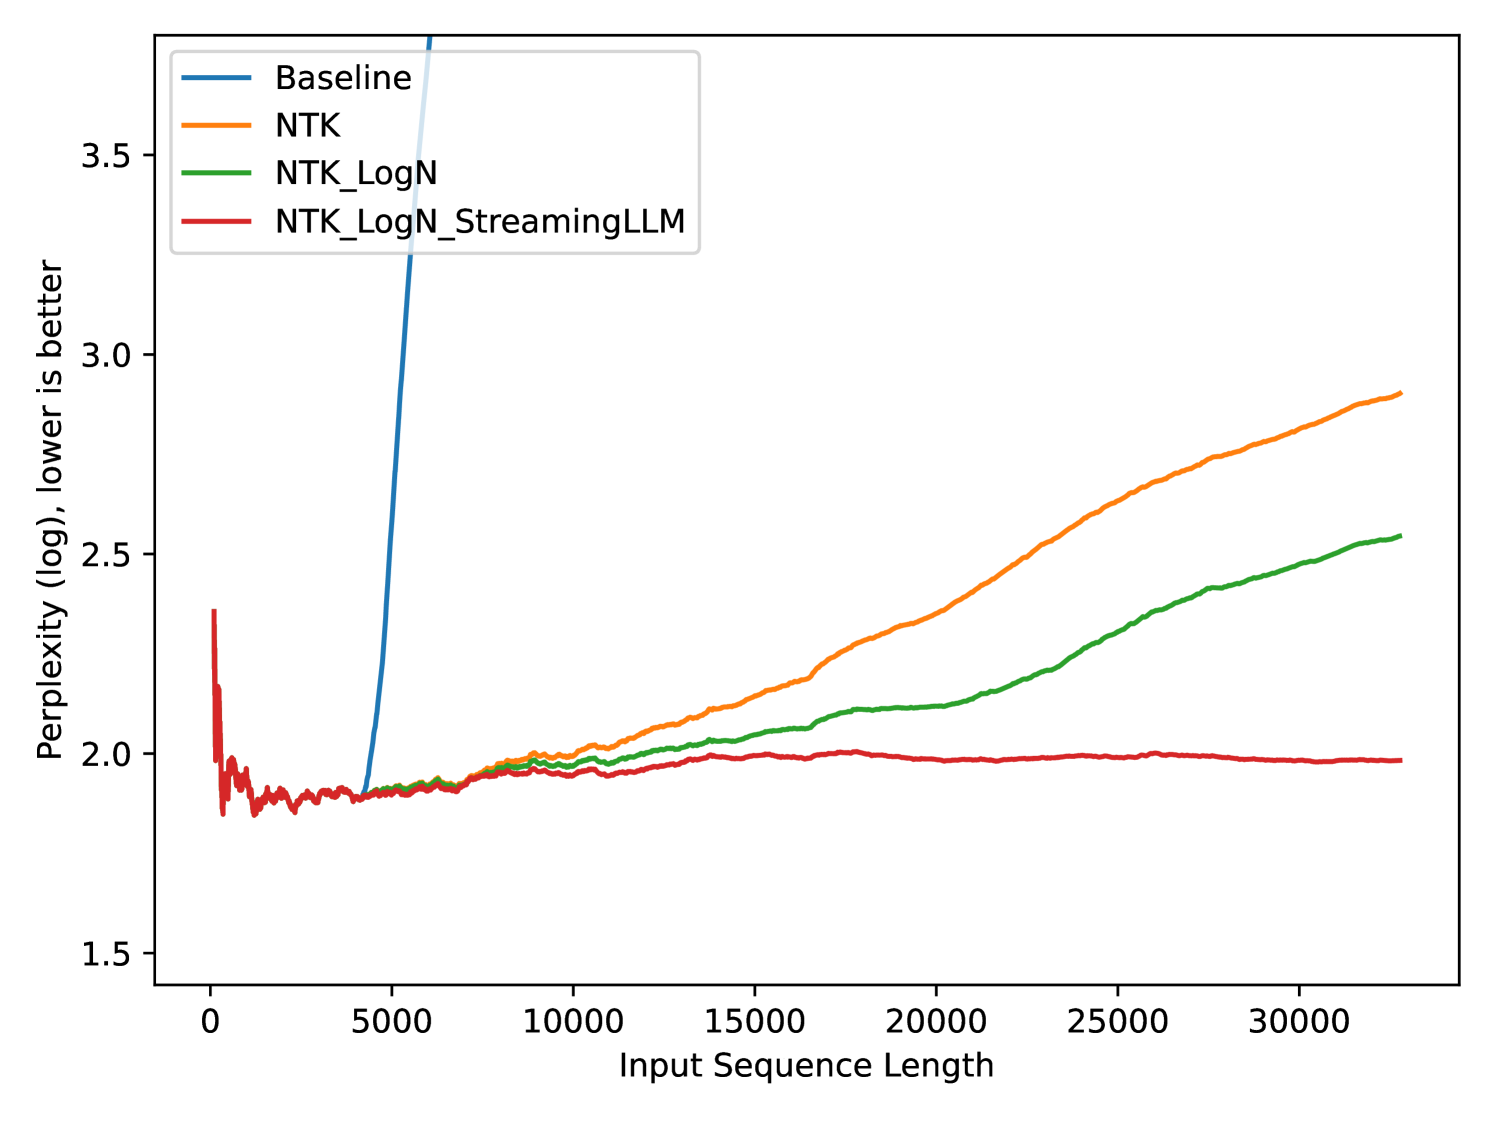 Baseline
NTK
NTK_LogN
NTK_LogN_StreamingLLM
Perplexity (log), lower is better
3.5
3.0
2.5
2.0
1.5
0 5000 10000 15000 20000 25000 30000
Input Sequence Length